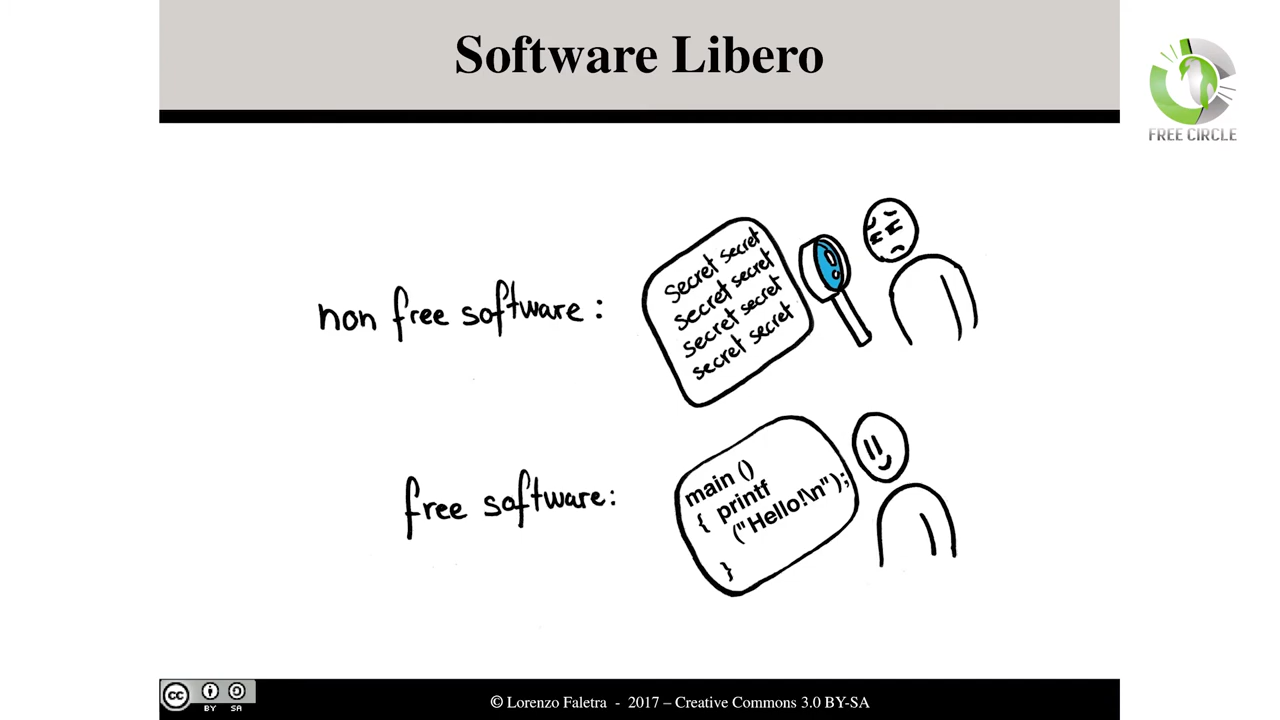 Software Libero
FREE CIRCLE
non free software:
secret secret
secret secret
secret secret
secret secret
free software:
main ()
{ printf
("Hello!\n");
}
CC
BY SA
© Lorenzo Faletra - 2017 – Creative Commons 3.0 BY-SA